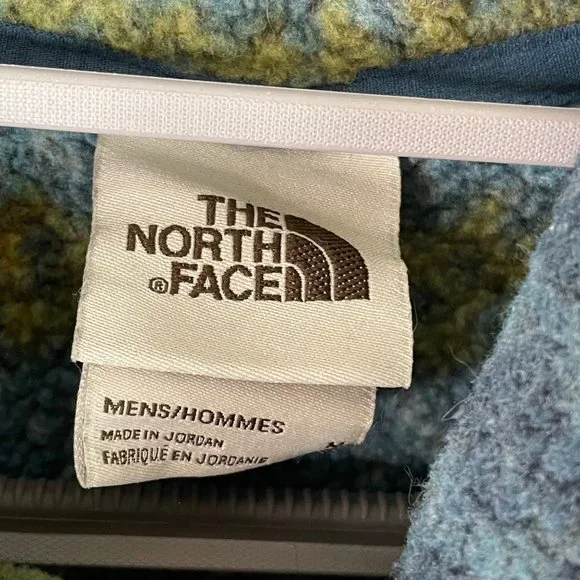 THE
NORTH
®FACE
MENS/HOMMES
MADE IN JORDAN
FABRIQUÉ EN JORDANIE